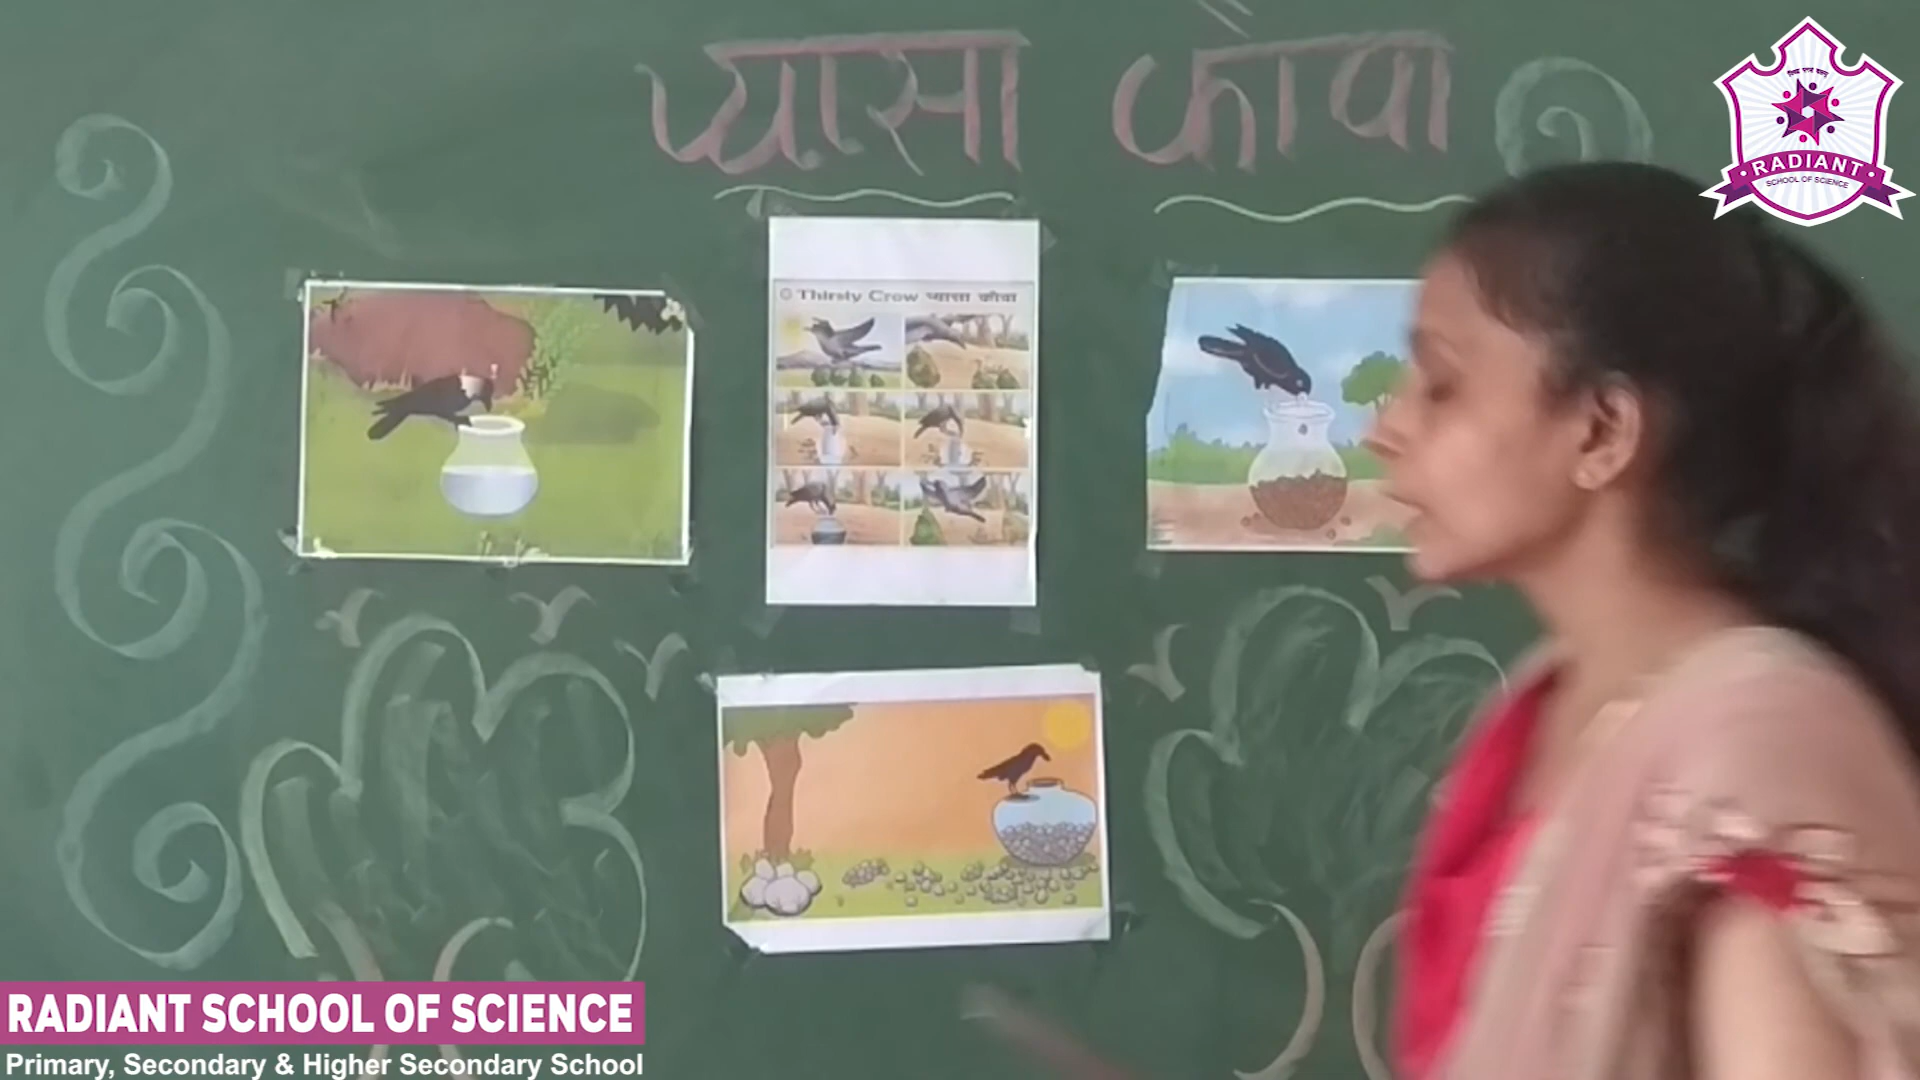 प्यासा कौवा
Thirsty Crow प्यासा कौवा
RADIANT
SCHOOL OF SCIENCE
RADIANT SCHOOL OF SCIENCE
Primary, Secondary & Higher Secondary School